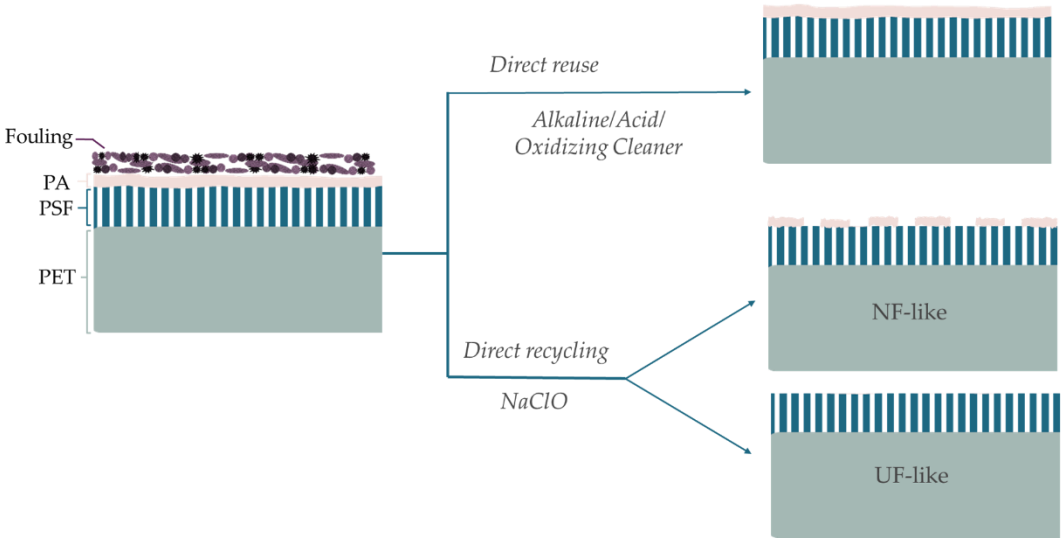 Fouling
PA
PSF
PET
Direct reuse
Alkaline/Acid/
Oxidizing Cleaner
Direct recycling
NaClO
NF-like
UF-like